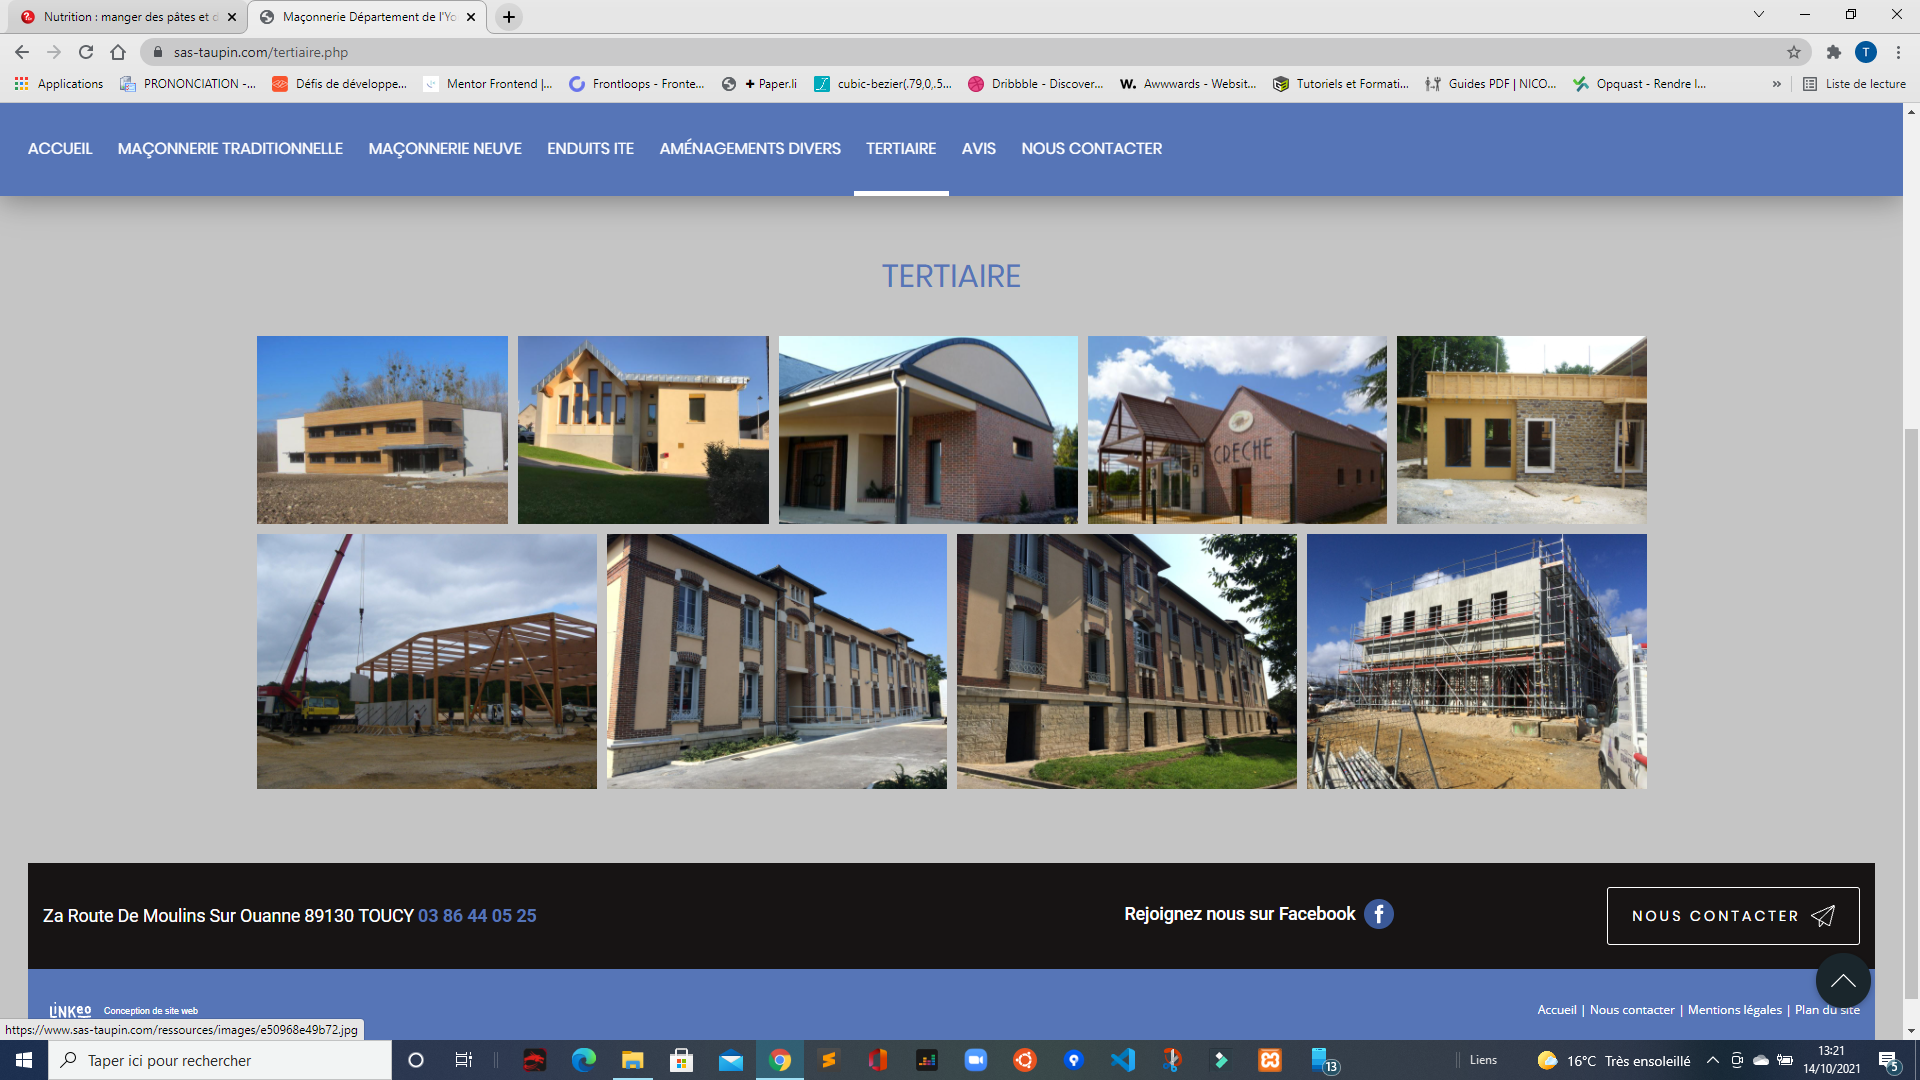 Nutrition : manger des pâtes et d
Maçonnerie Département de l'Yo
sas-taupin.com/tertiaire.php
T
Applications
PRONONCIATION -...
Défis de développe...
Mentor Frontend |...
Frontloops - Fronte...
+ Paper.li
cubic-bezier(.79,0,.5...
Dribbble - Discover...
W. Awwwards - Websit...
Tutoriels et Formati...
Guides PDF | NICO...
Opquast - Rendre l...
»
Liste de lecture
ACCUEIL
MAÇONNERIE TRADITIONNELLE
MAÇONNERIE NEUVE
ENDUITS ITE
AMÉNAGEMENTS DIVERS
TERTIAIRE
AVIS
NOUS CONTACTER
TERTIAIRE
CRECHE
Za Route De Moulins Sur Ouanne 89130 TOUCY 03 86 44 05 25
Rejoignez nous sur Facebook
NOUS CONTACTER
LINKEO
Conception de site web
Accueil | Nous contacter | Mentions légales | Plan du site
https://www.sas-taupin.com/ressources/images/e50968e49b72.jpg
Taper ici pour rechercher
13
Liens
16°C Très ensoleillé
13:21
14/10/2021
5